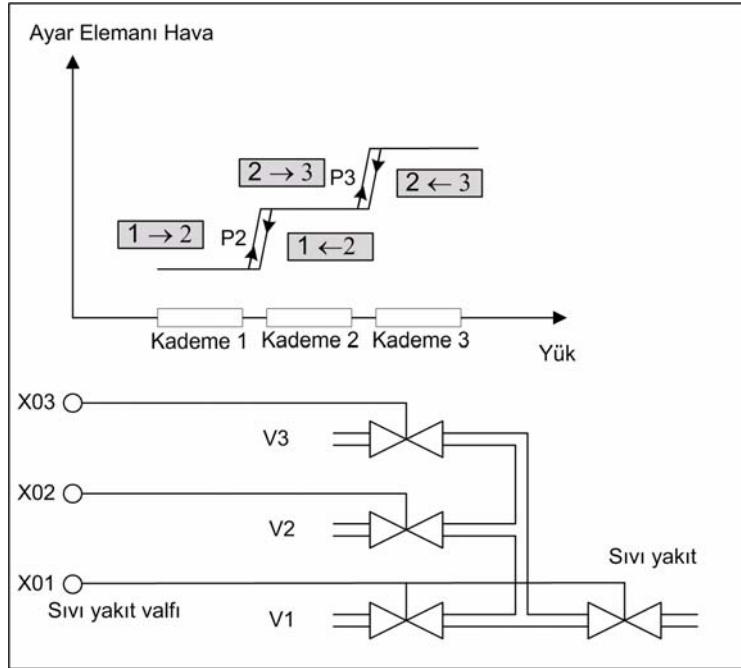 Ayar Elemanı Hava
2 → 3 P3
2 ← 3
1 → 2 P2
1 ←2
Kademe 1 Kademe 2 Kademe 3
Yük
X03
V3
X02
V2
Sıvı yakıt
X01
Sıvı yakıt valfı
V1